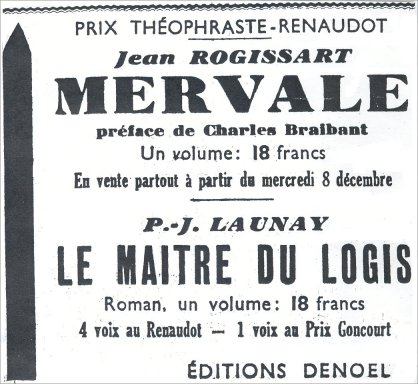 PRIX THÉOPHRASTE-RENAUDOT
Jean ROGISSART
MERVALE
préface de Charles Braibant
Un volume: 18 francs
En vente partout à partir du mercredi 8 décembre
P.-J. LAUNAY
LE MAITRE DU LOGIS
Roman, un volume: 18 francs
4 voix au Renaudot — 1 voix au Prix Goncourt
ÉDITIONS DENOEL